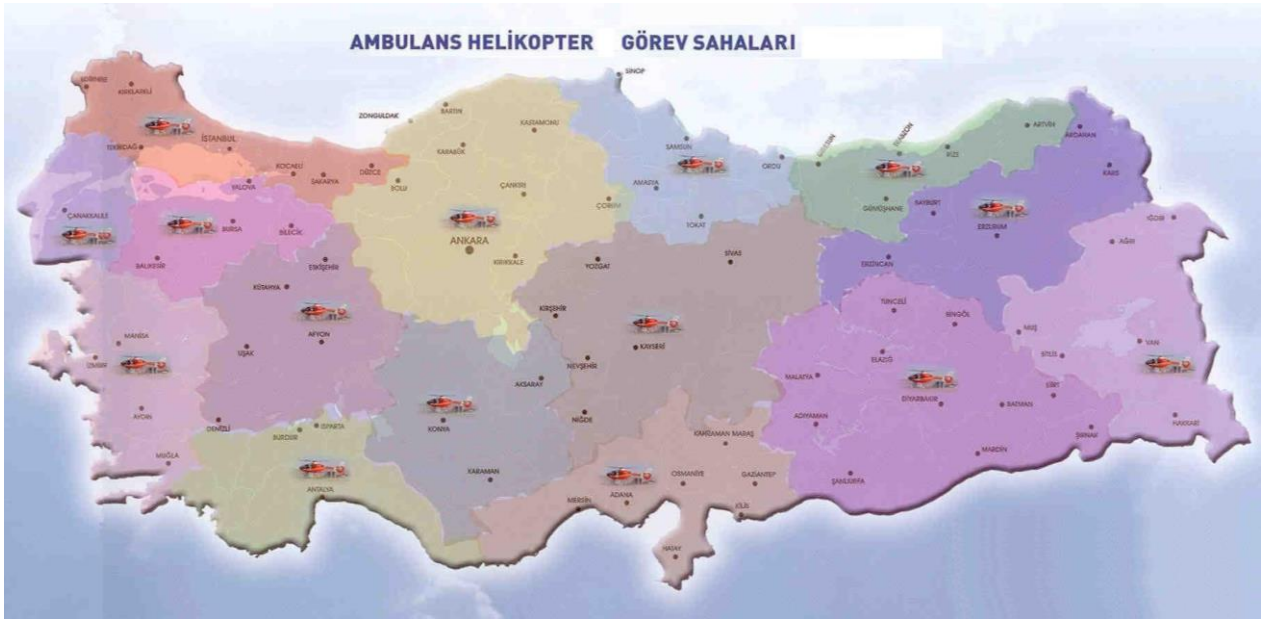 AMBULANS HELİKOPTER GÖREV SAHALARI
SİNOP
KIRKLARELİ
BARTIN
ZONGULDAK
KASTAMONU
ARTVİN
ARDAHAN
İSTANBUL
TEKİRDAĞ
KARABÜK
SAMSUN
ORDU
TRABZON
RİZE
KARS
KOCAELİ
DÜZCE
SAKARYA
YALOVA
BOLU
ÇANKIRI
ÇORUM
AMASYA
TOKAT
GÜMÜŞHANE
BAYBURT
ÇANAKKALE
BURSA
BİLECİK
ANKARA
ERZURUM
IĞDIR
AĞRI
BALIKESİR
ESKİŞEHİR
KIRIKKALE
YOZGAT
SİVAS
ERZİNCAN
KÜTAHYA
TUNCELİ
BİNGÖL
KIRŞEHİR
MUŞ
MANİSA
UŞAK
AFYON
KAYSERİ
ELAZIĞ
VAN
BİTLİS
İZMİR
NEVŞEHİR
AKSARAY
MALATYA
SİİRT
AYDIN
DENİZLİ
BURDUR
ISPARTA
KONYA
NİĞDE
ADIYAMAN
DİYARBAKIR
BATMAN
HAKKARİ
ŞIRNAK
KAHRAMAN MARAŞ
MUĞLA
MARDİN
KARAMAN
OSMANİYE
GAZİANTEP
ŞANLIURFA
ANTALYA
MERSİN
ADANA
KİLİS
HATAY